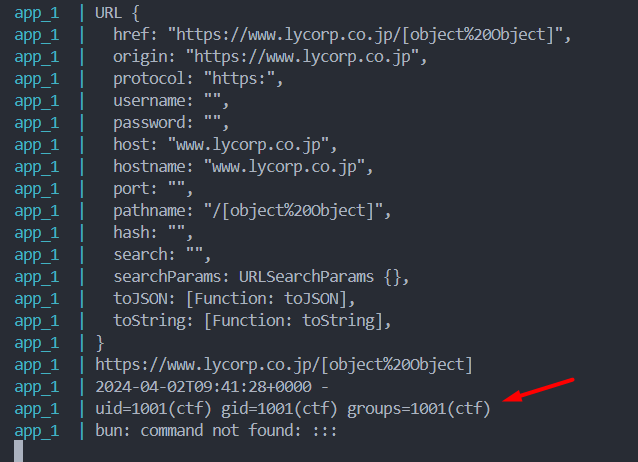 app_1 | URL {
app_1 | href: "https://www.lycorp.co.jp/[object%20Object]",
app_1 | origin: "https://www.lycorp.co.jp",
app_1 | protocol: "https:",
app_1 | username: "",
app_1 | password: "",
app_1 | host: "www.lycorp.co.jp",
app_1 | hostname: "www.lycorp.co.jp",
app_1 | port: "",
app_1 | pathname: "/[object%20Object]",
app_1 | hash: "",
app_1 | search: "",
app_1 | searchParams: URLSearchParams {},
app_1 | toJSON: [Function: toJSON],
app_1 | toString: [Function: toString],
app_1 | }
app_1 | https://www.lycorp.co.jp/[object%20Object]
app_1 | 2024-04-02T09:41:28+0000 -
app_1 | uid=1001(ctf) gid=1001(ctf) groups=1001(ctf)
app_1 | bun: command not found: :::